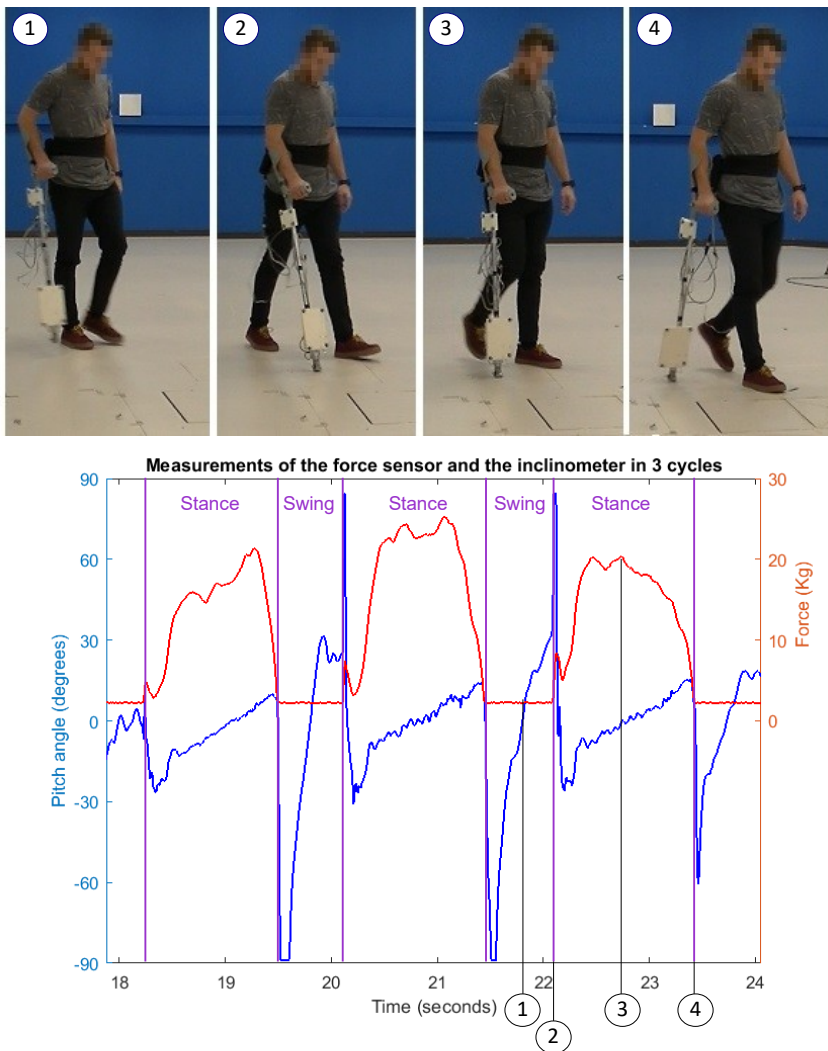 1 2 3 4
Measurements of the force sensor and the inclinometer in 3 cycles
Stance Swing Stance Swing Stance
90 30
60 20
30 10
0 0
-30
-60
-90
Pitch angle (degrees)
Force (Kg)
18 19 20 21 22 23 24
Time (seconds)
1 3 4
2